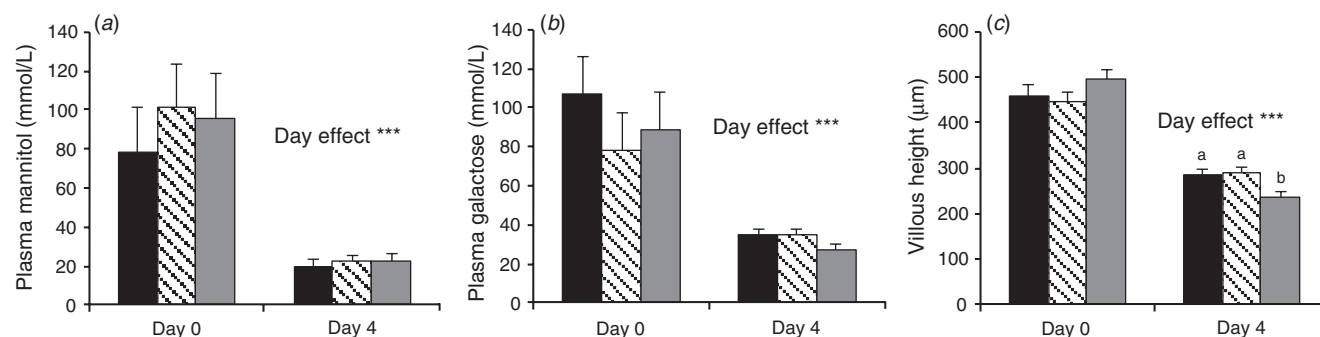 (a)
Plasma mannitol (mmol/L)
140
120
100
80
60
40
20
0
Day effect ***
Day 0
Day 4
(b)
Plasma galactose (mmol/L)
140
120
100
80
60
40
20
0
Day effect ***
Day 0
Day 4
(c)
Villous height (μm)
600
500
400
300
200
100
0
Day effect ***
a
a
b
Day 0
Day 4